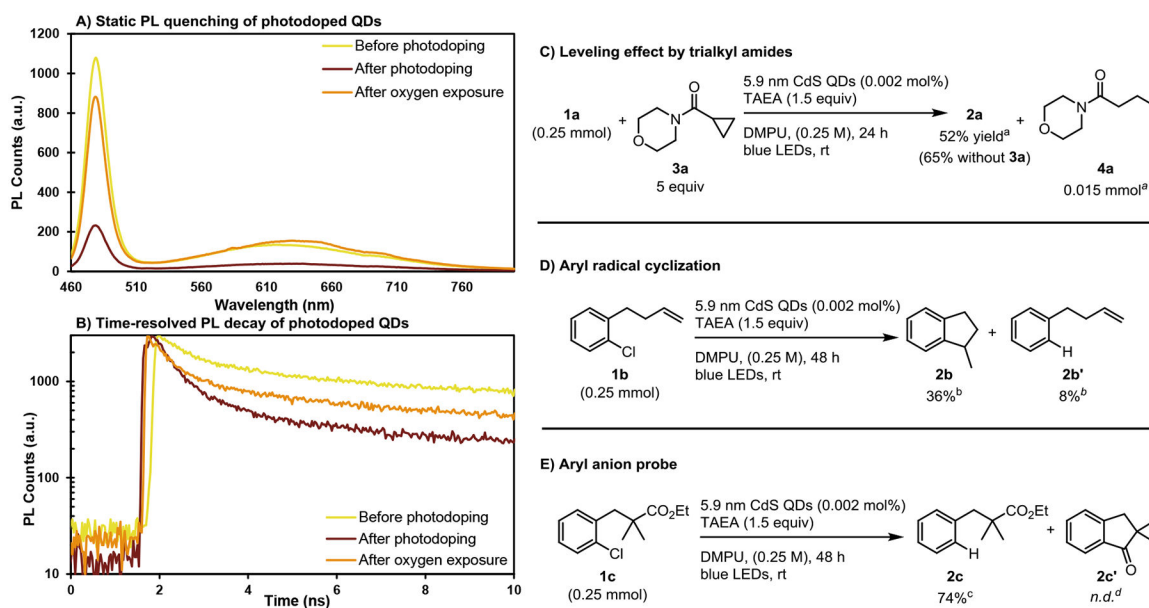 A) Static PL quenching of photodoped QDs
PL Counts (a.u.)
1200
1000
800
600
400
200
0
Before photodoping
After photodoping
After oxygen exposure
460 510 560 610 660 710 760
Wavelength (nm)
B) Time-resolved PL decay of photodoped QDs
PL Counts (a.u.)
1000
100
10
Before photodoping
After photodoping
After oxygen exposure
0 2 4 6 8 10
Time (ns)
C) Leveling effect by trialkyl amides
1a
(0.25 mmol)
+
O
N
O
3a
5 equiv
5.9 nm CdS QDs (0.002 mol%)
TAEA (1.5 equiv)
DMPU, (0.25 M), 24 h
blue LEDs, rt
2a
52% yieldᵃ
(65% without 3a)
+
O
N
O
4a
0.015 mmolᵃ
D) Aryl radical cyclization
Cl
1b
(0.25 mmol)
5.9 nm CdS QDs (0.002 mol%)
TAEA (1.5 equiv)
DMPU, (0.25 M), 48 h
blue LEDs, rt
2b
36%ᵇ
+
H
2b'
8%ᵇ
E) Aryl anion probe
CO₂Et
Cl
1c
(0.25 mmol)
5.9 nm CdS QDs (0.002 mol%)
TAEA (1.5 equiv)
DMPU, (0.25 M), 48 h
blue LEDs, rt
CO₂Et
H
2c
74%ᶜ
+
O
2c'
n.d.ᵈ